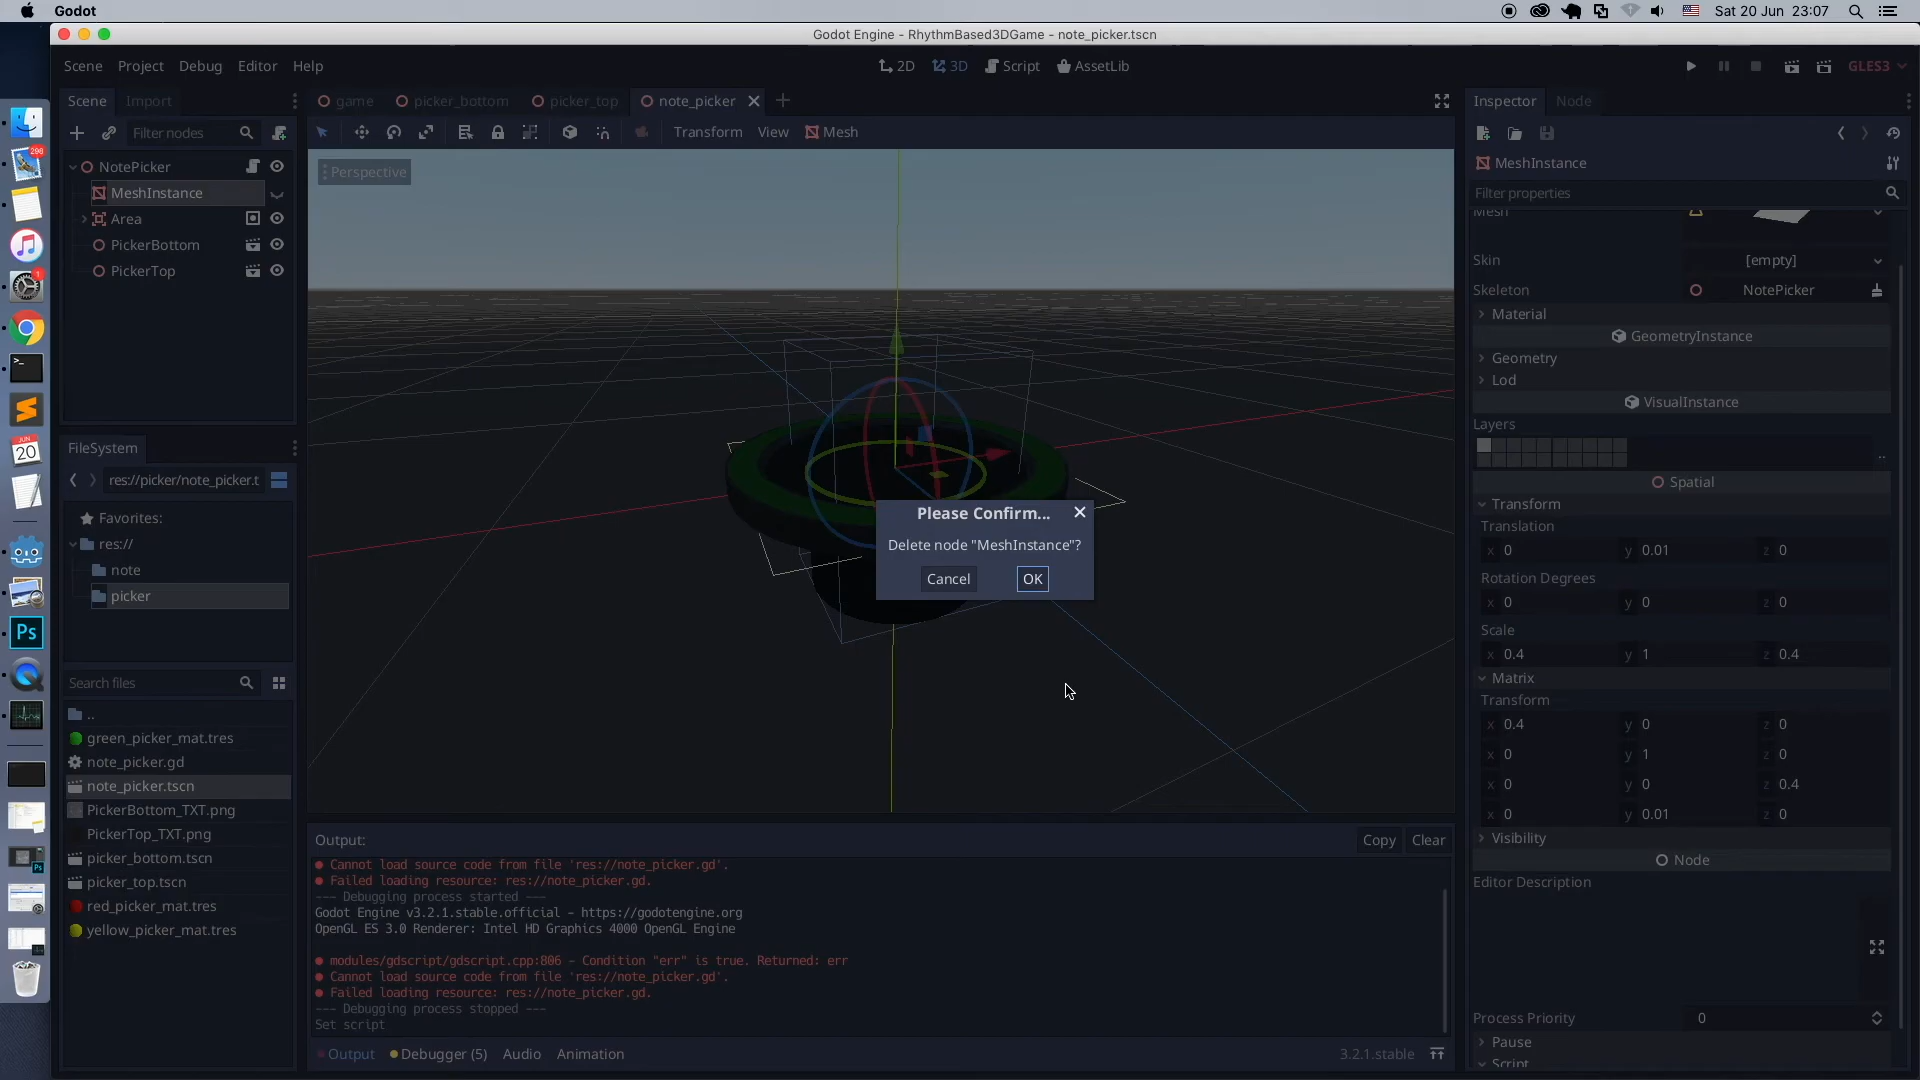 Godot
Sat 20 Jun 23:07
Godot Engine - RhythmBased3DGame - note_picker.tscn
Scene Project Debug Editor Help
2D 3D Script AssetLib
GLES3
Scene Import
game picker_bottom picker_top note_picker
Inspector Node
Filter nodes
Transform View Mesh
NotePicker
MeshInstance
Area
PickerBottom
PickerTop
Perspective
MeshInstance
Filter properties
Mesh
Skin [empty]
Skeleton NotePicker
Material
GeometryInstance
Geometry
Lod
VisualInstance
Layers
..
Spatial
Transform
Translation
x 0 y 0.01 z 0
Rotation Degrees
x 0 y 0 z 0
Scale
x 0.4 y 1 z 0.4
Matrix
Transform
x 0.4 y 0 z 0
x 0 y 1 z 0
x 0 y 0 z 0.4
x 0 y 0.01 z 0
Visibility
Node
Editor Description
Process Priority 0
Pause
Script
FileSystem
res://picker/note_picker.t
Favorites:
res://
note
picker
Search files
..
green_picker_mat.tres
note_picker.gd
note_picker.tscn
PickerBottom_TXT.png
PickerTop_TXT.png
picker_bottom.tscn
picker_top.tscn
red_picker_mat.tres
yellow_picker_mat.tres
Please Confirm...
Delete node "MeshInstance"?
Cancel OK
Output: Copy Clear
Cannot load source code from file 'res://note_picker.gd'.
Failed loading resource: res://note_picker.gd.
--- Debugging process started ---
Godot Engine v3.2.1.stable.official - https://godotengine.org
OpenGL ES 3.0 Renderer: Intel HD Graphics 4000 OpenGL Engine
modules/gdscript/gdscript.cpp:806 - Condition "err" is true. Returned: err
Cannot load source code from file 'res://note_picker.gd'.
Failed loading resource: res://note_picker.gd.
--- Debugging process stopped ---
Set script
Output Debugger (5) Audio Animation 3.2.1.stable
296
1
JUN
20
Ps